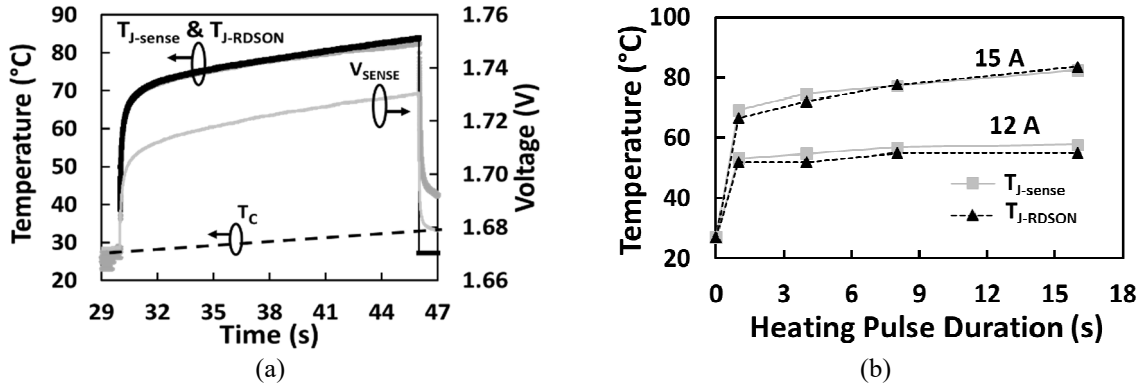 T_J-sense & T_J-RDSON
V_SENSE
T_C
Temperature (°C)
90
80
70
60
50
40
30
20
1.76
1.74
1.72
1.70
1.68
1.66
Voltage (V)
29 32 35 38 41 44 47
Time (s)
(a)
15 A
12 A
T_J-sense
T_J-RDSON
Temperature (°C)
100
80
60
40
20
0 3 6 9 12 15 18
Heating Pulse Duration (s)
(b)